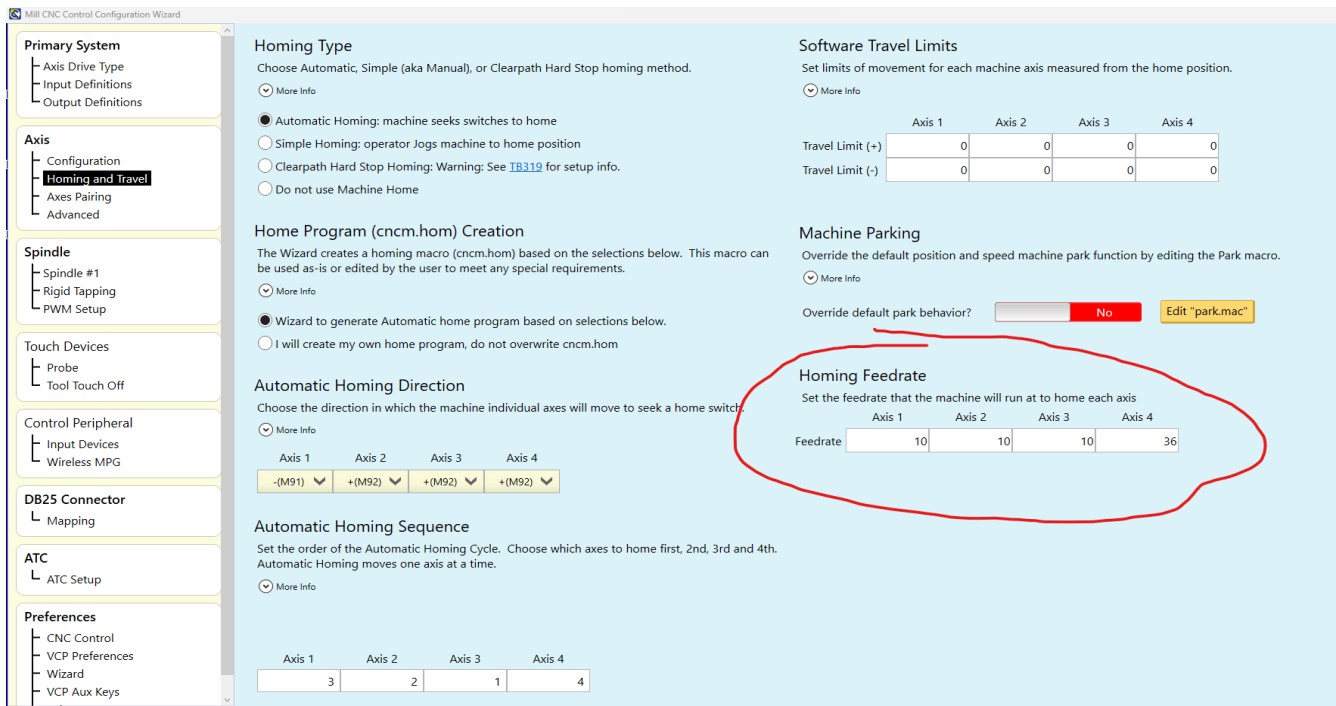 Mill CNC Control Configuration Wizard
Primary System
Axis Drive Type
Input Definitions
Output Definitions
Axis
Configuration
Homing and Travel
Axes Pairing
Advanced
Spindle
Spindle #1
Rigid Tapping
PWM Setup
Touch Devices
Probe
Tool Touch Off
Control Peripheral
Input Devices
Wireless MPG
DB25 Connector
Mapping
ATC
ATC Setup
Preferences
CNC Control
VCP Preferences
Wizard
VCP Aux Keys
Homing Type
Choose Automatic, Simple (aka Manual), or Clearpath Hard Stop homing method.
More Info
Automatic Homing: machine seeks switches to home
Simple Homing: operator Jogs machine to home position
Clearpath Hard Stop Homing: Warning: See TB319 for setup info.
Do not use Machine Home
Home Program (cncm.hom) Creation
The Wizard creates a homing macro (cncm.hom) based on the selections below. This macro can
be used as-is or edited by the user to meet any special requirements.
More Info
Wizard to generate Automatic home program based on selections below.
I will create my own home program, do not overwrite cncm.hom
Automatic Homing Direction
Choose the direction in which the machine individual axes will move to seek a home switch.
More Info
Axis 1 Axis 2 Axis 3 Axis 4
-(M91) +(M92) +(M92) +(M92)
Automatic Homing Sequence
Set the order of the Automatic Homing Cycle. Choose which axes to home first, 2nd, 3rd and 4th.
Automatic Homing moves one axis at a time.
More Info
Axis 1 Axis 2 Axis 3 Axis 4
3 2 1 4
Software Travel Limits
Set limits of movement for each machine axis measured from the home position.
More Info
Axis 1 Axis 2 Axis 3 Axis 4
Travel Limit (+) 0 0 0 0
Travel Limit (-) 0 0 0 0
Machine Parking
Override the default position and speed machine park function by editing the Park macro.
More Info
Override default park behavior? No Edit "park.mac"
Homing Feedrate
Set the feedrate that the machine will run at to home each axis
Axis 1 Axis 2 Axis 3 Axis 4
Feedrate 10 10 10 36